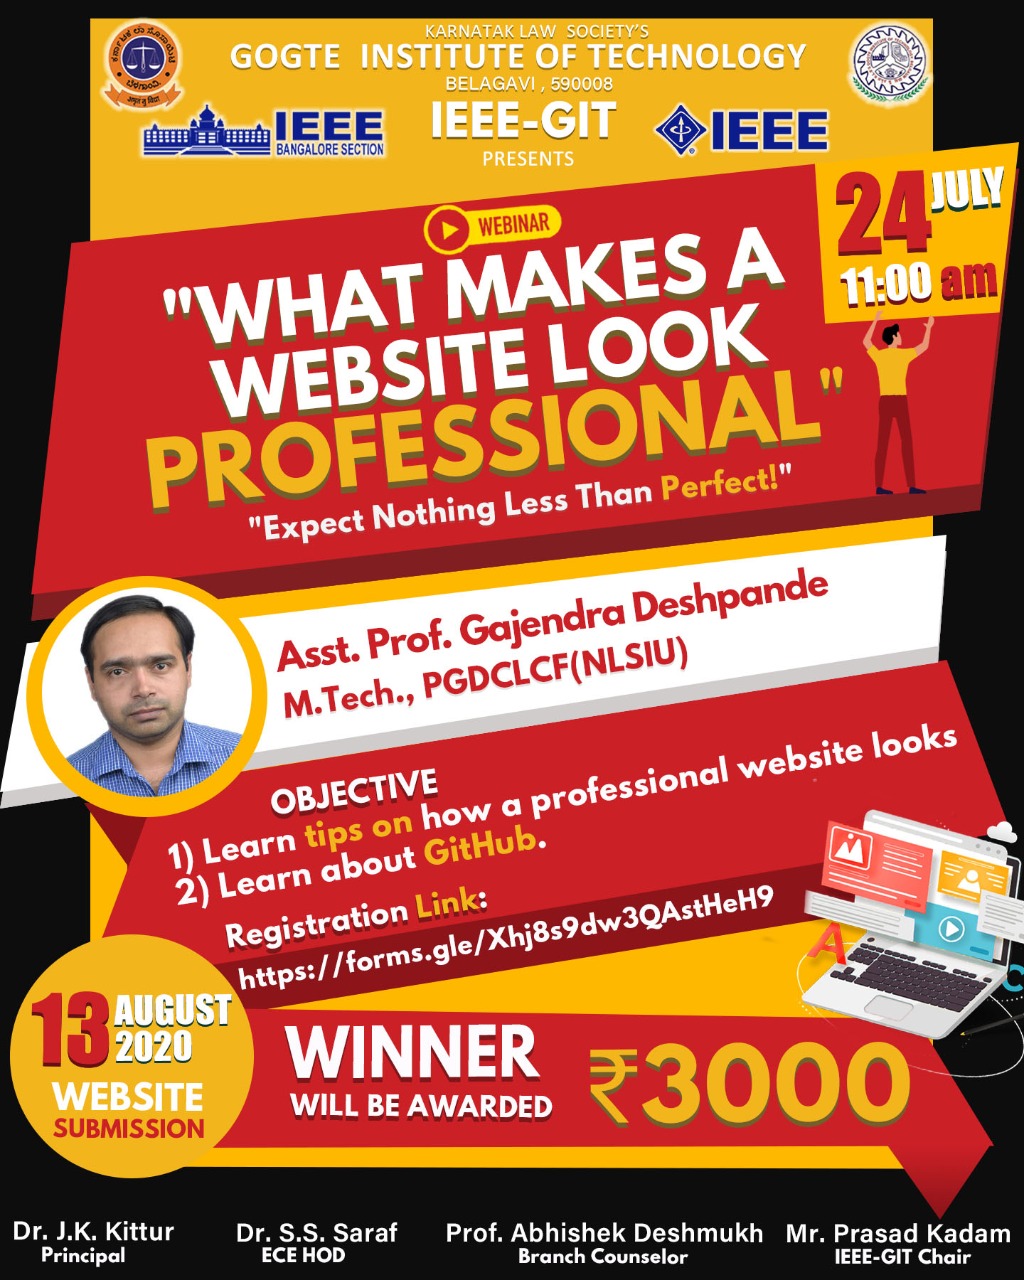 KARNATAK LAW SOCIETY'S
GOGTE INSTITUTE OF TECHNOLOGY
BELAGAVI, 590008
IEEE
BANGALORE SECTION
IEEE-GIT
IEEE
PRESENTS
24 JULY
11:00 am
WEBINAR
"WHAT MAKES A
WEBSITE LOOK
PROFESSIONAL"
"Expect Nothing Less Than Perfect!"
Asst. Prof. Gajendra Deshpande
M.Tech., PGDCLCF(NLSIU)
OBJECTIVE
1) Learn tips on how a professional website looks
2) Learn about GitHub.
Registration Link:
https://forms.gle/Xhj8s9dw3QAstHeH9
A
C
13 AUGUST
2020
WEBSITE
SUBMISSION
WINNER
WILL BE AWARDED
₹3000
Dr. J.K. Kittur
Principal
Dr. S.S. Saraf
ECE HOD
Prof. Abhishek Deshmukh
Branch Counselor
Mr. Prasad Kadam
IEEE-GIT Chair